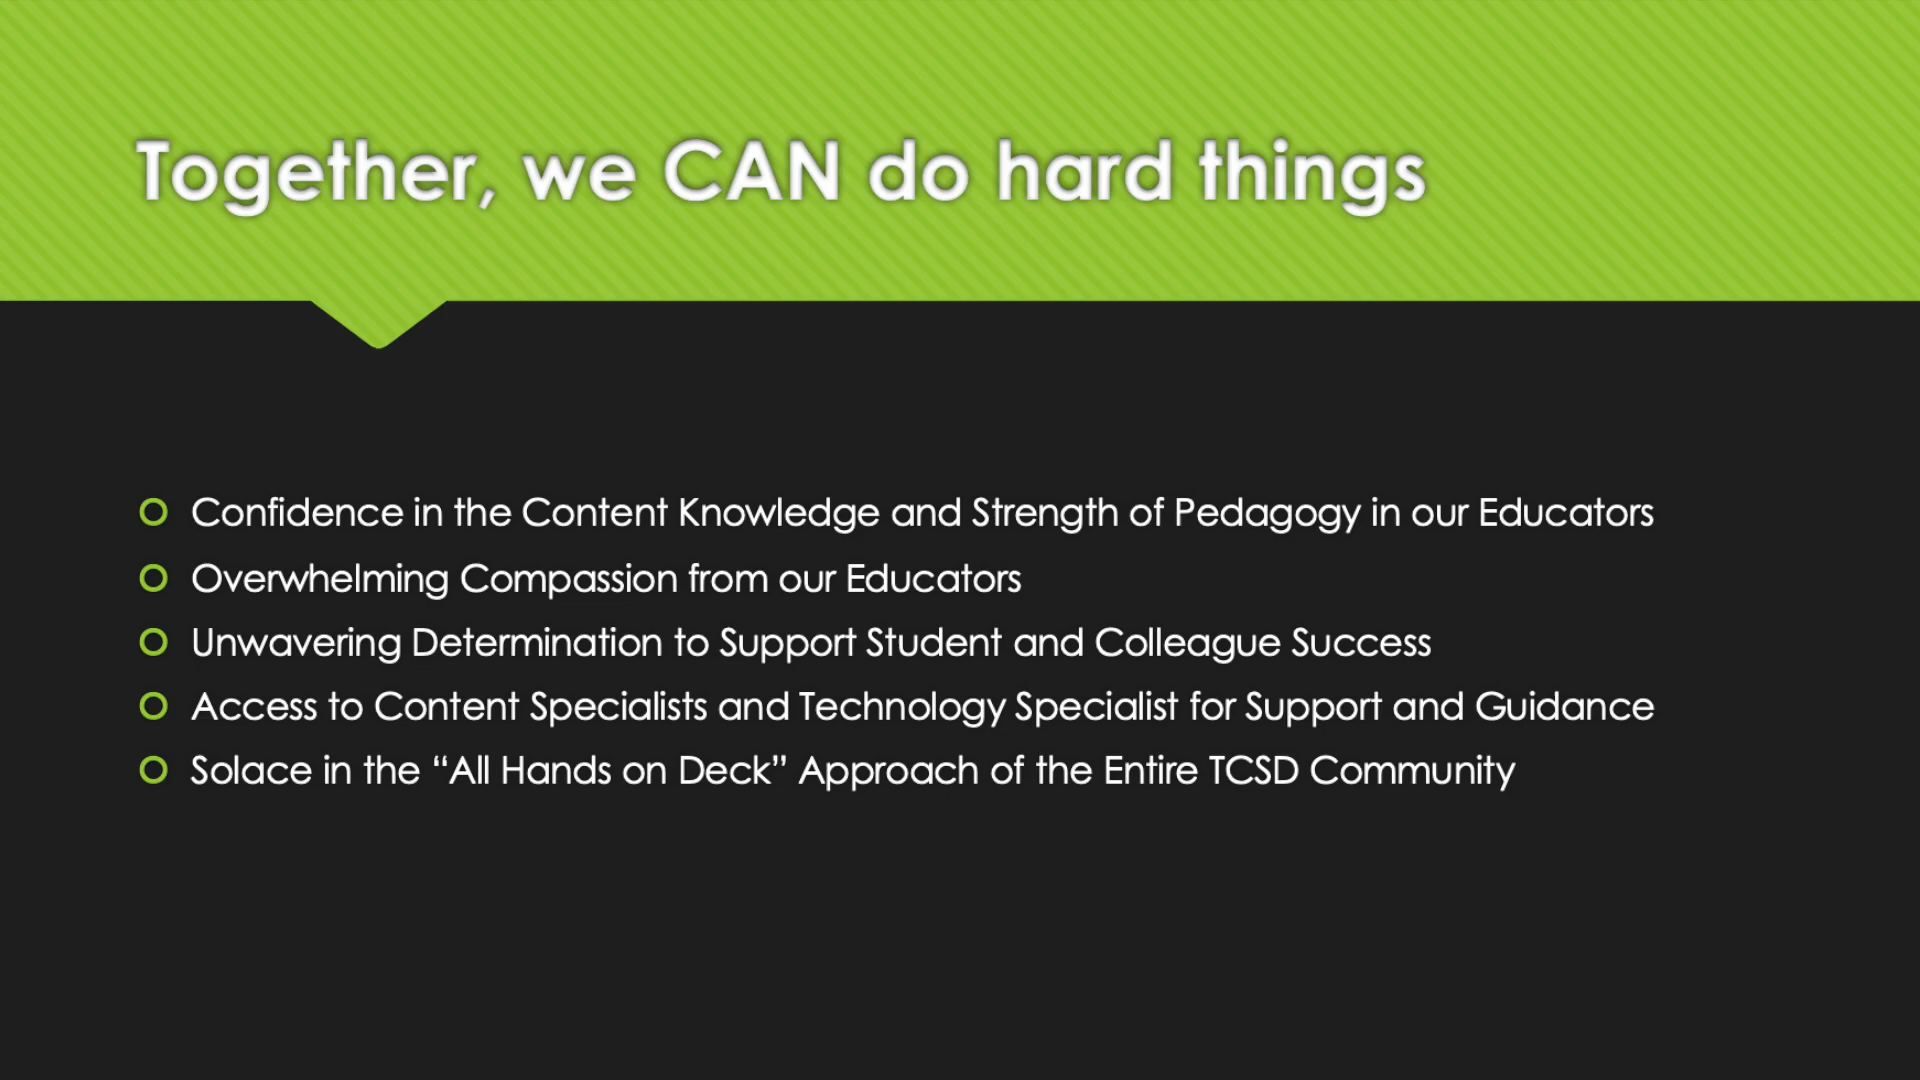 Together, we CAN do hard things
Confidence in the Content Knowledge and Strength of Pedagogy in our Educators
Overwhelming Compassion from our Educators
Unwavering Determination to Support Student and Colleague Success
Access to Content Specialists and Technology Specialist for Support and Guidance
Solace in the “All Hands on Deck” Approach of the Entire TCSD Community